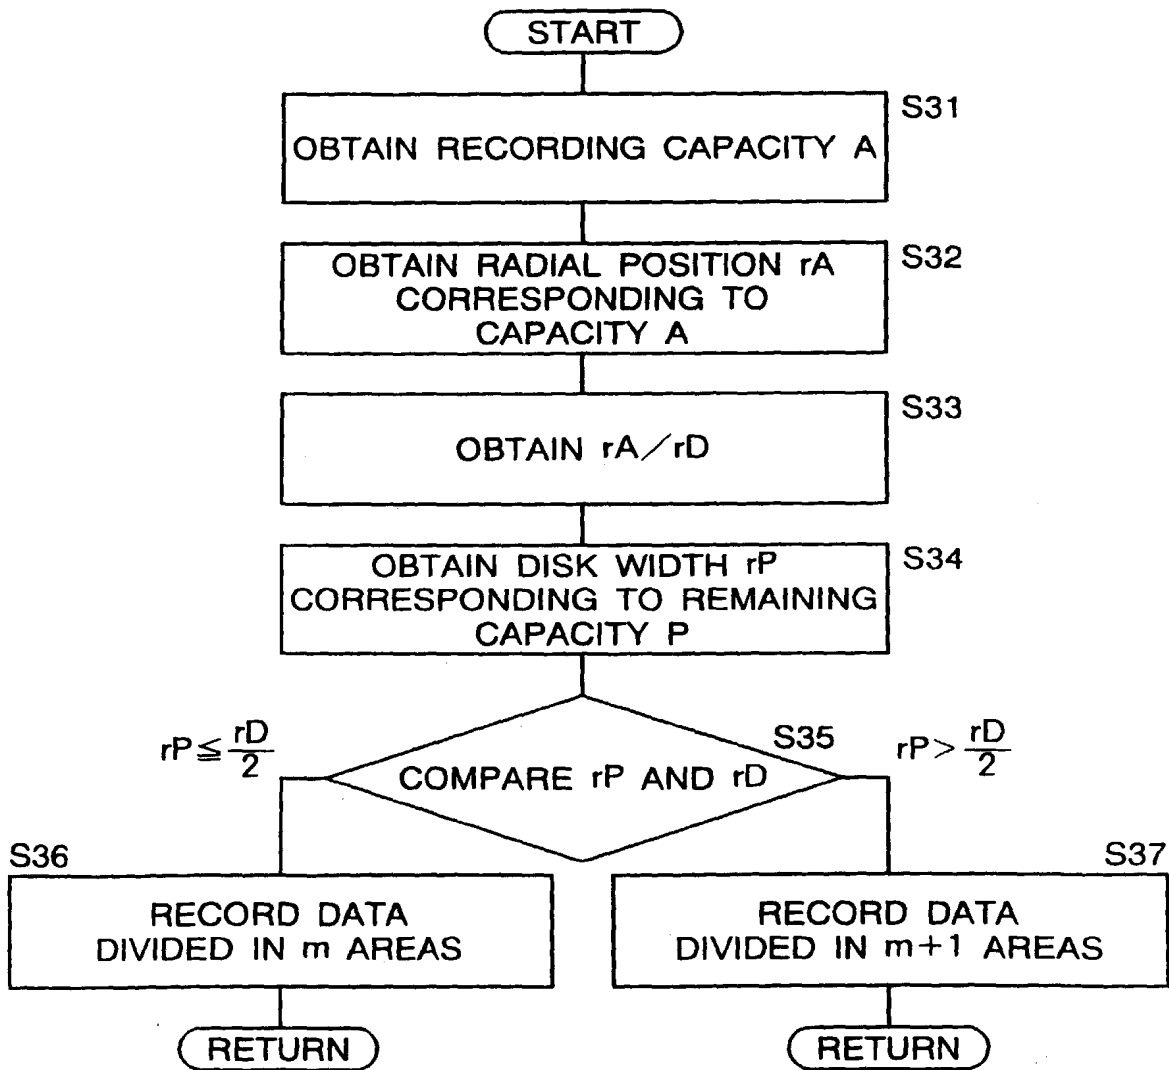 START
S31
OBTAIN RECORDING CAPACITY A
S32
OBTAIN RADIAL POSITION rA
CORRESPONDING TO
CAPACITY A
S33
OBTAIN rA／rD
S34
OBTAIN DISK WIDTH rP
CORRESPONDING TO REMAINING
CAPACITY P
rP≦rD/2
S35
rP>rD/2
COMPARE rP AND rD
S36
S37
RECORD DATA
DIVIDED IN m AREAS
RECORD DATA
DIVIDED IN m+1 AREAS
RETURN
RETURN